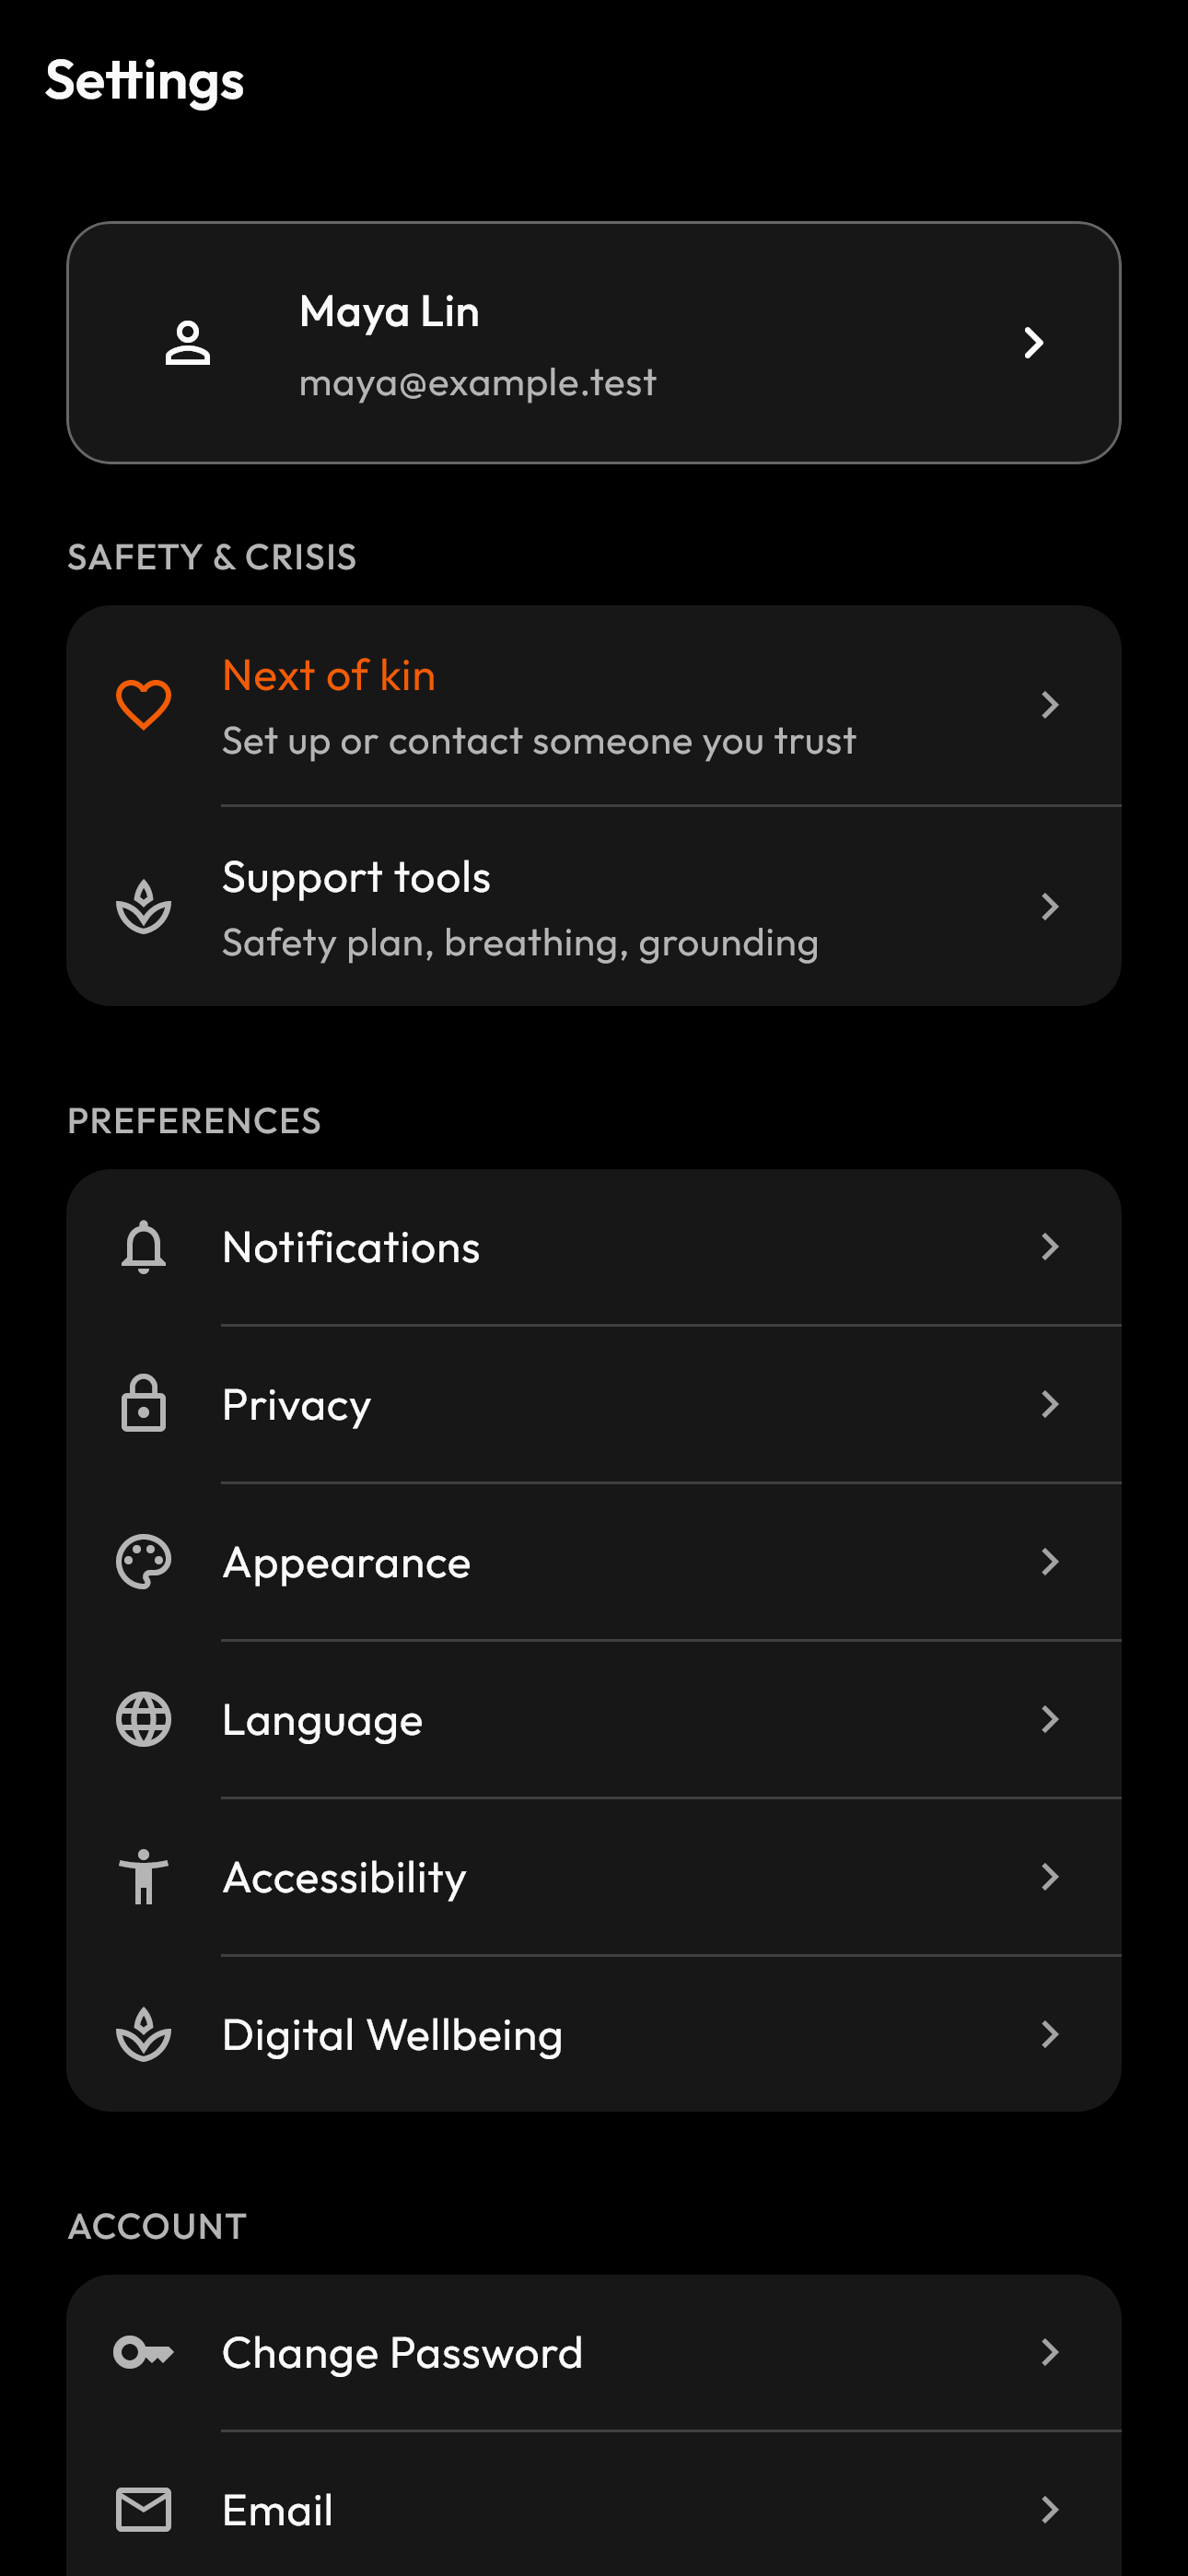 Settings
Maya Lin
maya@example.test
SAFETY & CRISIS
Next of kin
Set up or contact someone you trust
Support tools
Safety plan, breathing, grounding
PREFERENCES
Notifications
Privacy
Appearance
Language
Accessibility
Digital Wellbeing
ACCOUNT
Change Password
Email